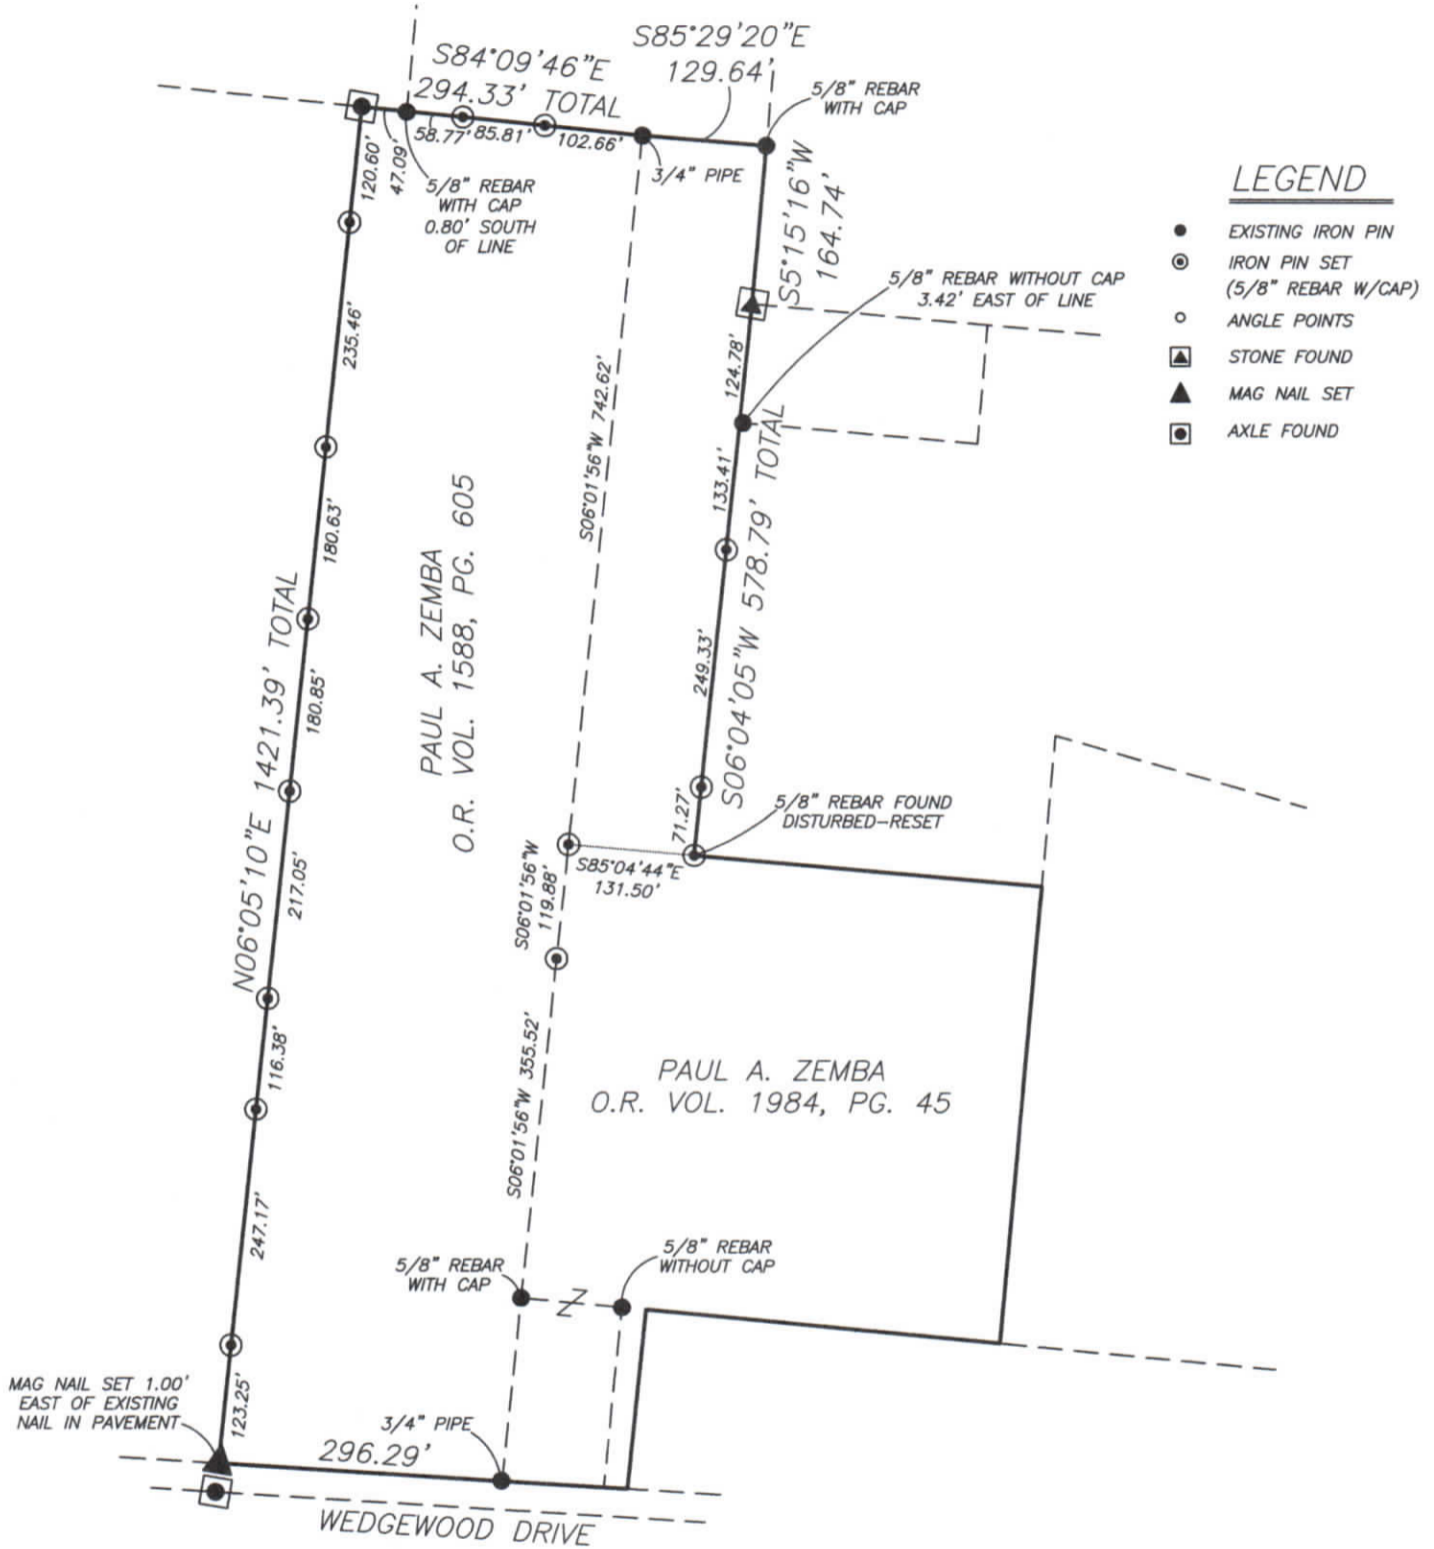 S84°09'46"E
294.33' TOTAL
S85°29'20"E
129.64'
5/8" REBAR
WITH CAP
58.77'
85.81'
102.66'
3/4" PIPE
120.60'
47.09'
5/8" REBAR
WITH CAP
0.80' SOUTH
OF LINE
S5°15'16"W
164.74'
LEGEND
EXISTING IRON PIN
IRON PIN SET
(5/8" REBAR W/CAP)
ANGLE POINTS
STONE FOUND
MAG NAIL SET
AXLE FOUND
5/8" REBAR WITHOUT CAP
3.42' EAST OF LINE
235.46'
124.78'
S06°01'56"W 742.62'
133.41'
180.63'
PAUL A. ZEMBA
O.R. VOL. 1588, PG. 605
S06°04'05"W 578.79' TOTAL
249.33'
N06°05'10"E 1421.39' TOTAL
180.85'
71.27'
5/8" REBAR FOUND
DISTURBED-RESET
S85°04'44"E
131.50'
S06°01'56"W
119.88'
217.05'
116.38'
S06°01'56"W 355.52'
PAUL A. ZEMBA
O.R. VOL. 1984, PG. 45
247.17'
5/8" REBAR
WITH CAP
Z
5/8" REBAR
WITHOUT CAP
MAG NAIL SET 1.00'
EAST OF EXISTING
NAIL IN PAVEMENT
123.25'
3/4" PIPE
296.29'
WEDGEWOOD DRIVE